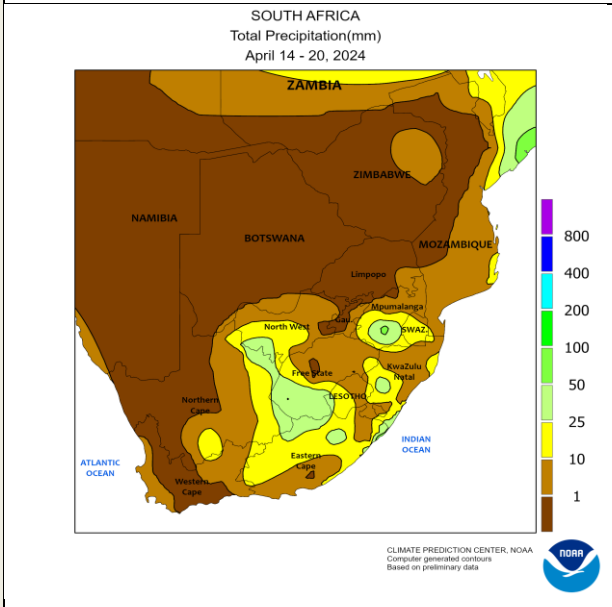 SOUTH AFRICA
Total Precipitation(mm)
April 14 - 20, 2024
ZAMBIA
ZIMBABWE
NAMIBIA
BOTSWANA
MOZAMBIQUE
Limpopo
Mpumalanga
Gau.
North West
SWAZ.
Free State
KwaZulu
Natal
LESOTHO
Northern
Cape
Eastern
Cape
Western
Cape
ATLANTIC
OCEAN
INDIAN
OCEAN
800
400
200
100
50
25
10
1
CLIMATE PREDICTION CENTER, NOAA
Computer generated contours
Based on preliminary data
NOAA